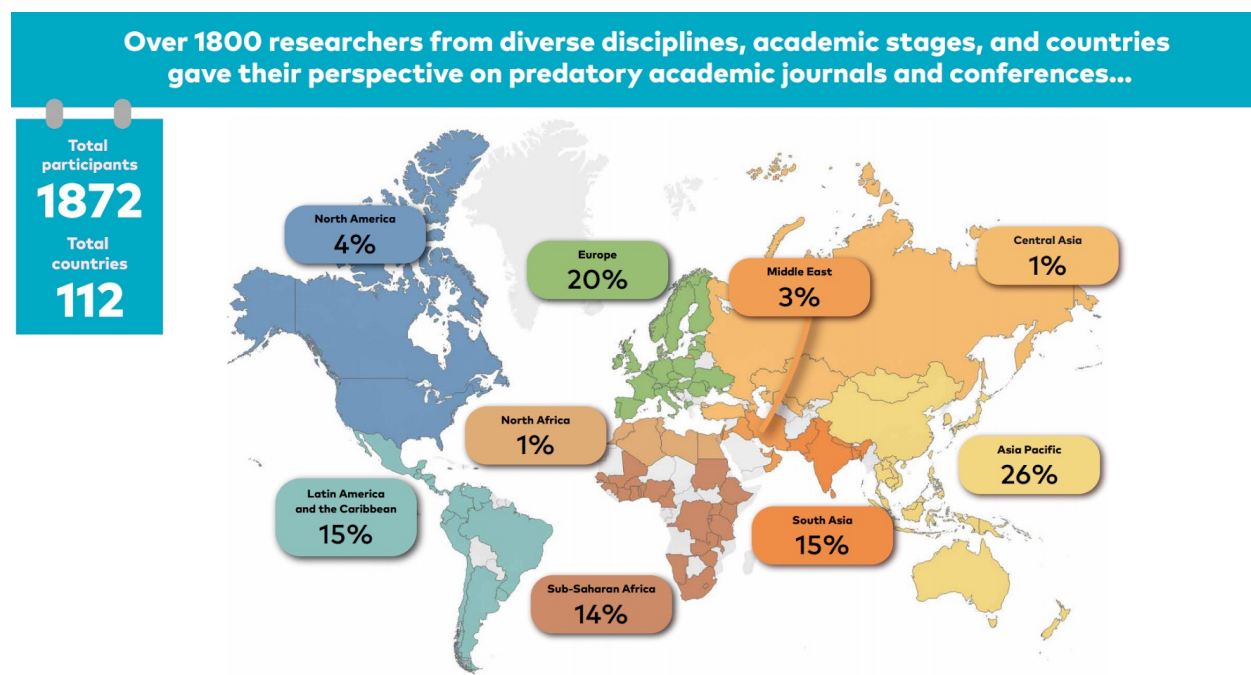 Over 1800 researchers from diverse disciplines, academic stages, and countries
gave their perspective on predatory academic journals and conferences...
Total
participants
1872
Total
countries
112
North America
4%
Europe
20%
Middle East
3%
Central Asia
1%
North Africa
1%
Asia Pacific
26%
Latin America
and the Caribbean
15%
South Asia
15%
Sub-Saharan Africa
14%